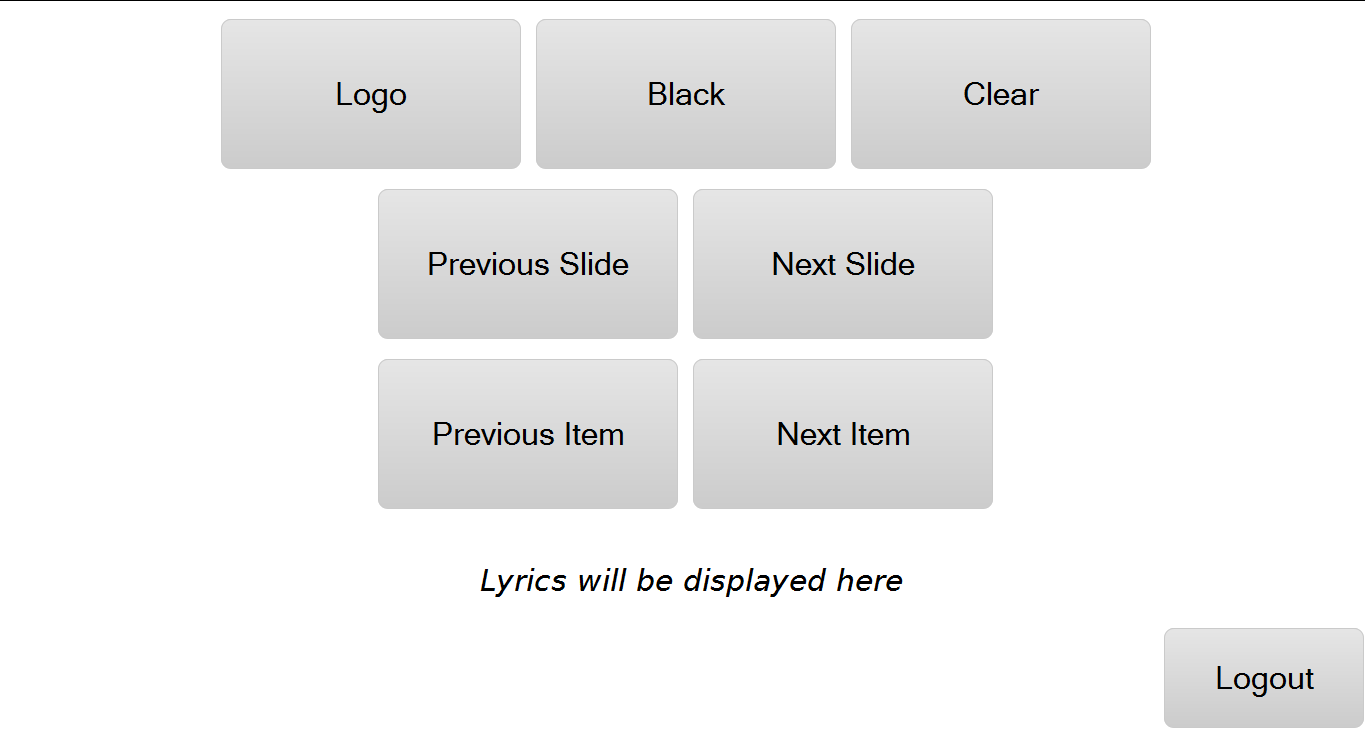 Logo Black Clear
Previous Slide Next Slide
Previous Item Next Item
Lyrics will be displayed here
Logout